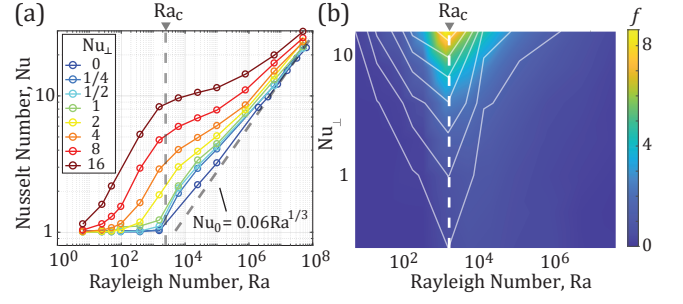 (a)
Ra_c
Nusselt Number, Nu
10
1
Nu_⊥
0
1/4
1/2
1
2
4
8
16
Nu_0 = 0.06Ra^{1/3}
10^0
10^2
10^4
10^6
10^8
Rayleigh Number, Ra
(b)
Ra_c
Nu_⊥
10
1
10^2
10^4
10^6
Rayleigh Number, Ra
f
8
4
0